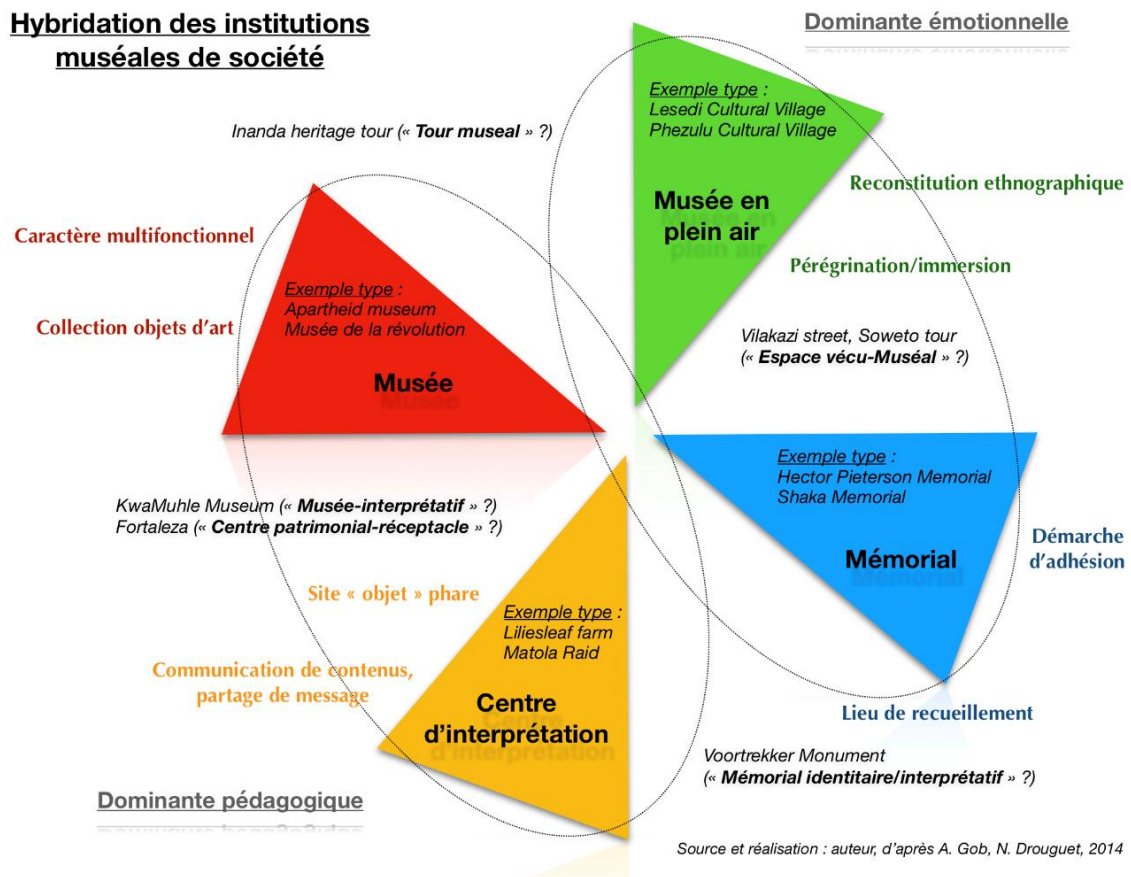 Hybridation des institutions
muséales de société
Dominante émotionnelle
Exemple type :
Lesedi Cultural Village
Phezulu Cultural Village
Inanda heritage tour (« Tour museal » ?)
Musée en
plein air
Reconstitution ethnographique
Caractère multifonctionnel
Pérégrination/immersion
Exemple type :
Apartheid museum
Musée de la révolution
Collection objets d’art
Musée
Vilakazi street, Soweto tour
(« Espace vécu-Muséal » ?)
Exemple type :
Hector Pieterson Memorial
Shaka Memorial
KwaMuhle Museum (« Musée-interprétatif » ?)
Fortaleza (« Centre patrimonial-réceptacle » ?)
Mémorial
Démarche
d’adhésion
Site « objet » phare
Exemple type :
Liliesleaf farm
Matola Raid
Communication de contenus,
partage de message
Centre
d’interprétation
Lieu de recueillement
Voortrekker Monument
(« Mémorial identitaire/interprétatif » ?)
Dominante pédagogique
Source et réalisation : auteur, d’après A. Gob, N. Drouguet, 2014